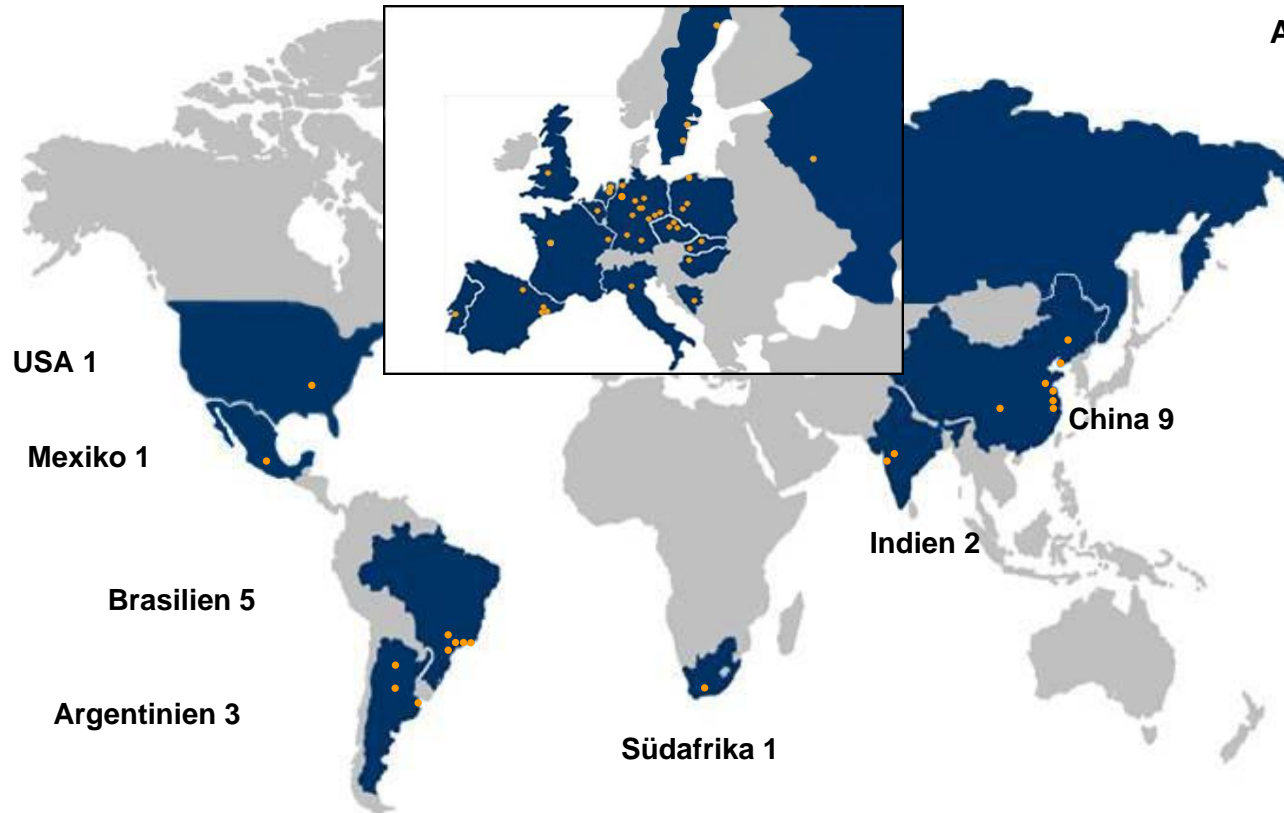 A
USA 1
Mexiko 1
China 9
Indien 2
Brasilien 5
Argentinien 3
Südafrika 1